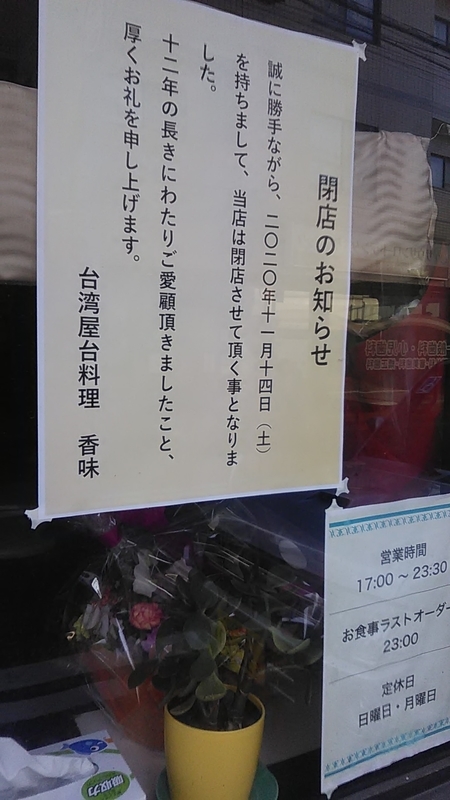 閉店のお知らせ
誠に勝手ながら、二〇二〇年十一月十四日（土）
を持ちまして、当店は閉店させて頂く事となりま
した。
十二年の長きにわたりご愛顧頂きましたこと、
厚くお礼を申し上げます。
台湾屋台料理　香味
営業時間
17:00 ～ 23:30
お食事ラストオーダー
23:00
定休日
日曜日・月曜日
吸収力